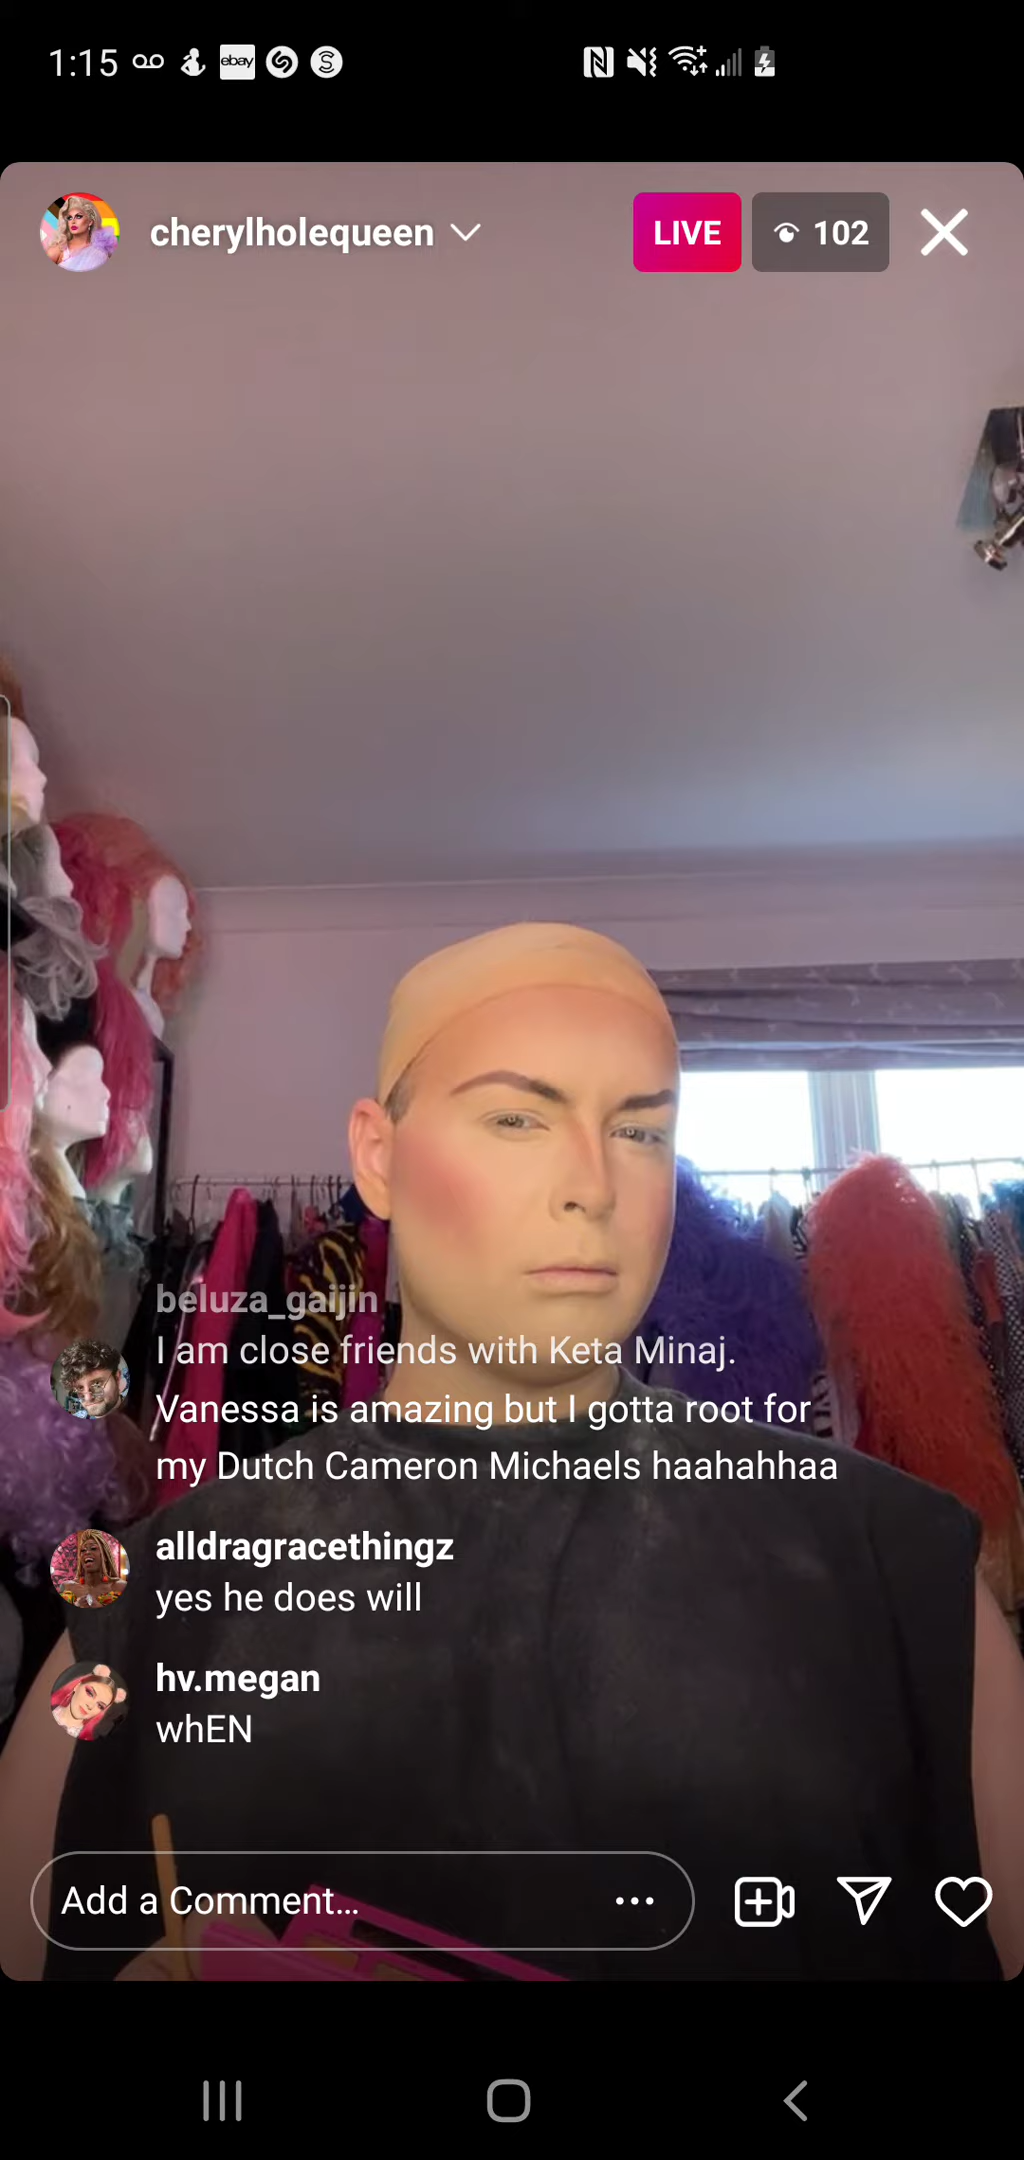 1:15 ebay
cherylholequeen LIVE 102
beluza_gaijin
I am close friends with Keta Minaj.
Vanessa is amazing but I gotta root for
my Dutch Cameron Michaels haahahhaa
alldragracethingz
yes he does will
hv.megan
whEN
Add a Comment...